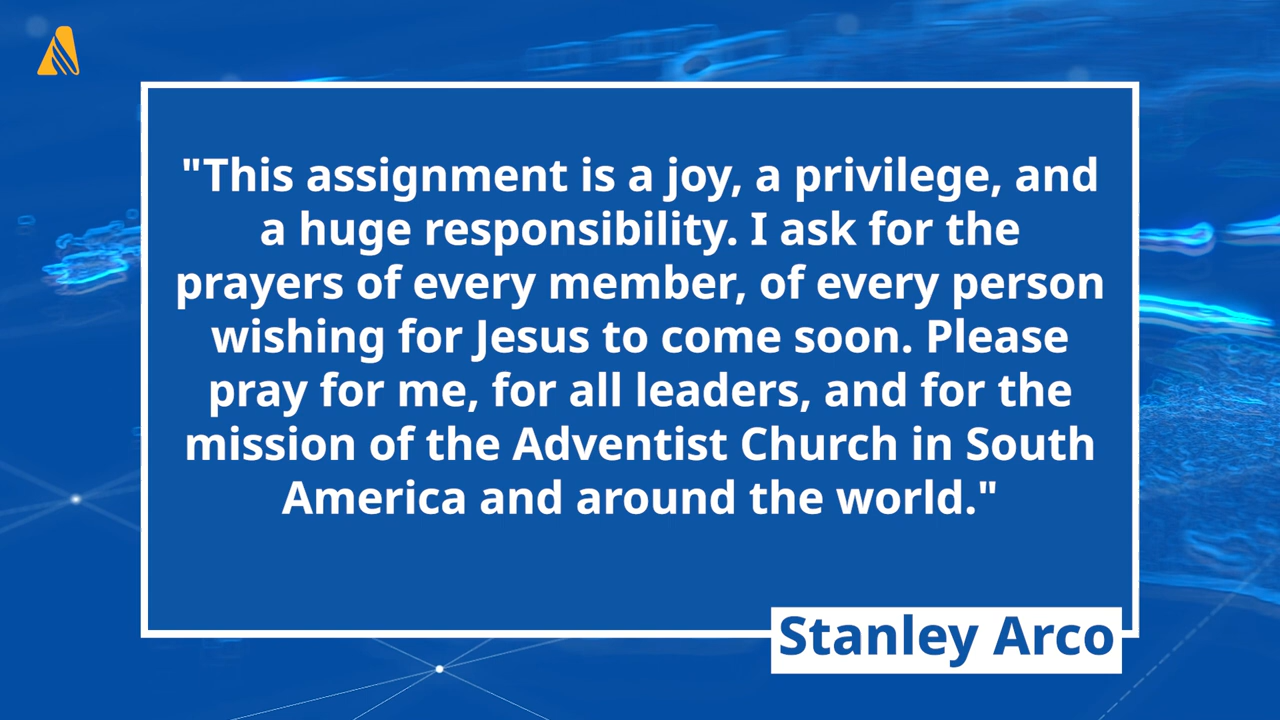 "This assignment is a joy, a privilege, and
a huge responsibility. I ask for the
prayers of every member, of every person
wishing for Jesus to come soon. Please
pray for me, for all leaders, and for the
mission of the Adventist Church in South
America and around the world."
Stanley Arco